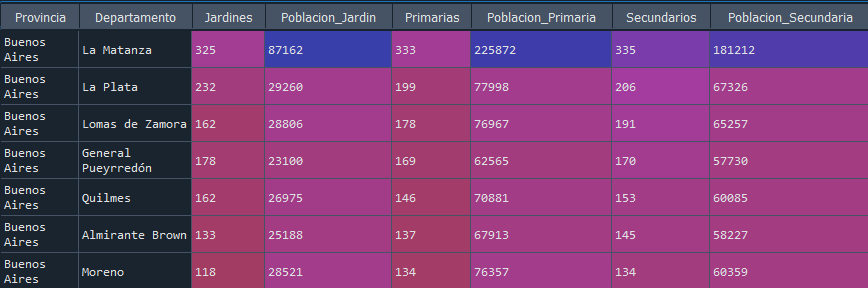 Provincia Departamento Jardines Poblacion_Jardin Primarias Poblacion_Primaria Secundarios Poblacion_Secundaria
Buenos Aires La Matanza 325 87162 333 225872 335 181212
Buenos Aires La Plata 232 29260 199 77998 206 67326
Buenos Aires Lomas de Zamora 162 28806 178 76967 191 65257
Buenos Aires General Pueyrredón 178 23100 169 62565 170 57730
Buenos Aires Quilmes 162 26975 146 70881 153 60085
Buenos Aires Almirante Brown 133 25188 137 67913 145 58227
Buenos Aires Moreno 118 28521 134 76357 134 60359